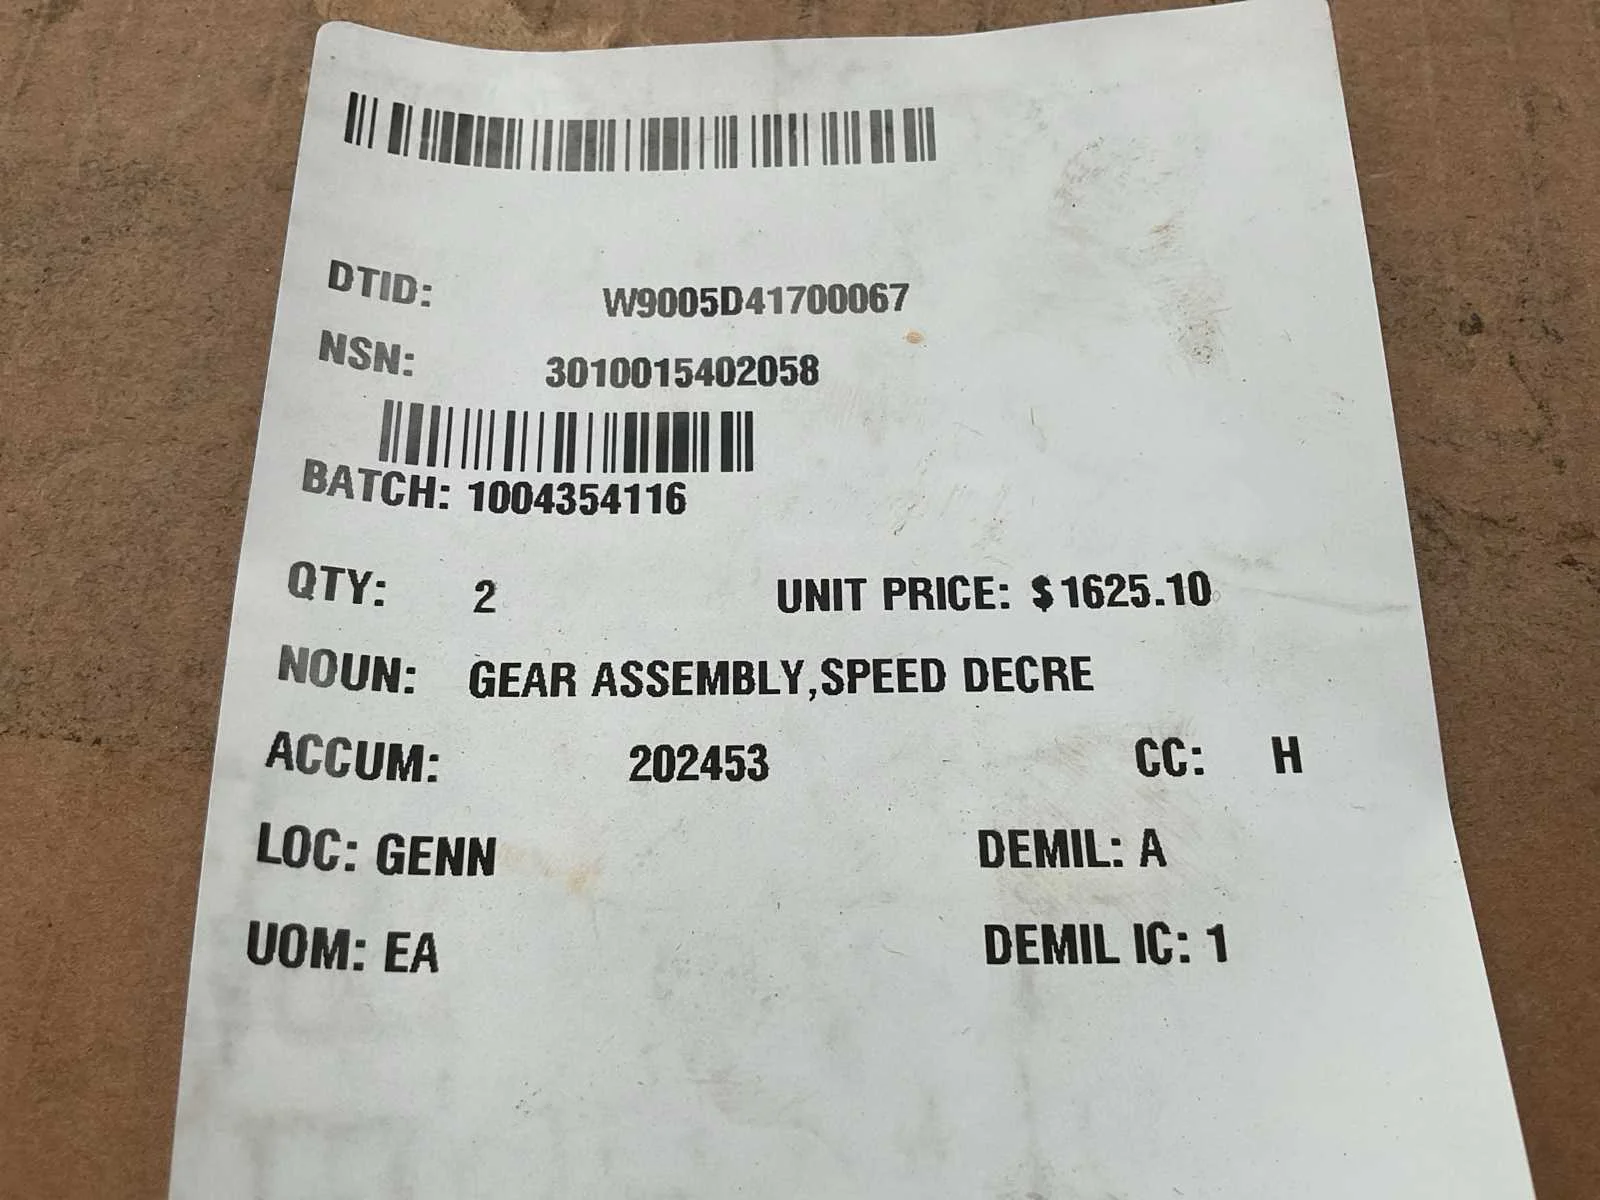 DTID: W9005D41700067
NSN: 3010015402058
BATCH: 1004354116
QTY: 2 UNIT PRICE: $1625.10
NOUN: GEAR ASSEMBLY,SPEED DECRE
ACCUM: 202453 CC: H
LOC: GENN DEMIL: A
UOM: EA DEMIL IC: 1